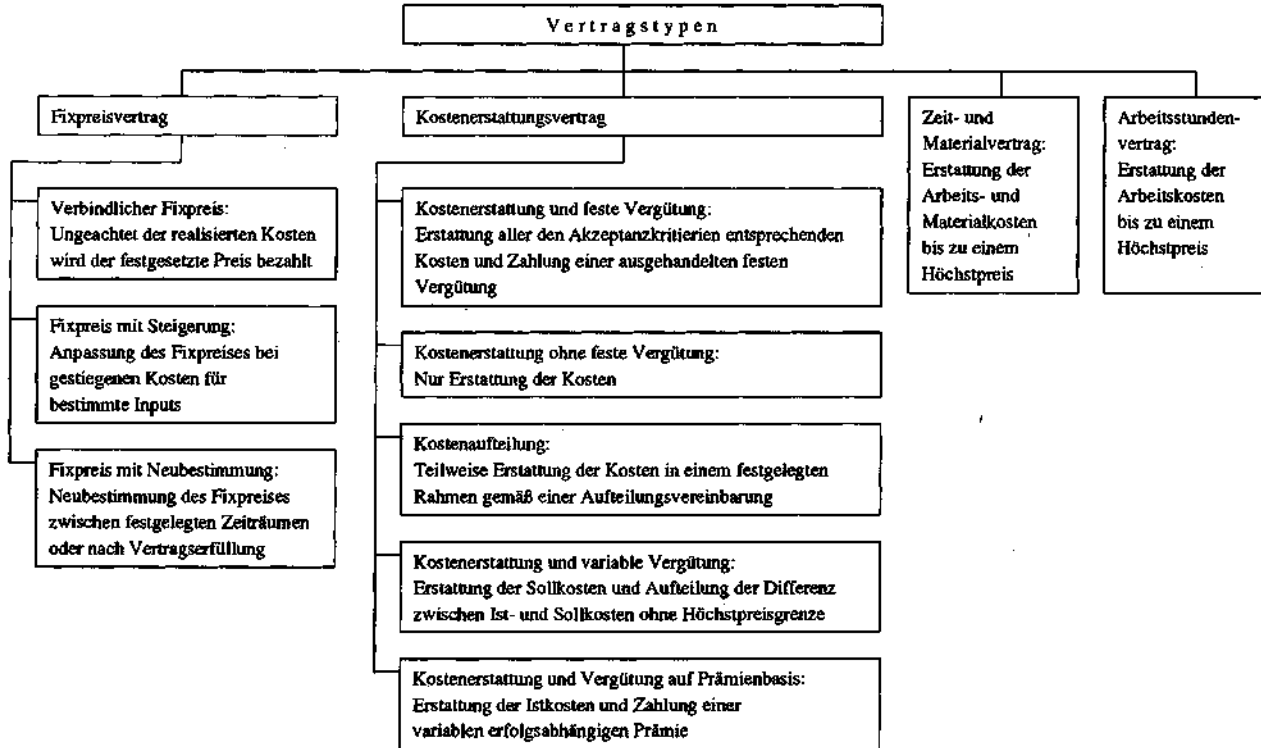 Vertragstypen
Fixpreisvertrag
Verbindlicher Fixpreis:
Ungeachtet der realisierten Kosten
wird der festgesetzte Preis bezahlt
Fixpreis mit Steigerung:
Anpassung des Fixpreises bei
gestiegenen Kosten für
bestimmte Inputs
Fixpreis mit Neubestimmung:
Neubestimmung des Fixpreises
zwischen festgelegten Zeiträumen
oder nach Vertragserfüllung
Kostenerstattungsvertrag
Kostenerstattung und feste Vergütung:
Erstattung aller den Akzeptanzkritierien entsprechenden
Kosten und Zahlung einer ausgehandelten festen
Vergütung
Kostenerstattung ohne feste Vergütung:
Nur Erstattung der Kosten
Kostenaufteilung:
Teilweise Erstattung der Kosten in einem festgelegten
Rahmen gemäß einer Aufteilungsvereinbarung
Kostenerstattung und variable Vergütung:
Erstattung der Sollkosten und Aufteilung der Differenz
zwischen Ist- und Sollkosten ohne Höchstpreisgrenze
Kostenerstattung und Vergütung auf Prämienbasis:
Erstattung der Istkosten und Zahlung einer
variablen erfolgsabhängigen Prämie
Zeit- und
Materialvertrag:
Erstattung der
Arbeits- und
Materialkosten
bis zu einem
Höchstpreis
Arbeitsstunden-
vertrag:
Erstattung der
Arbeitskosten
bis zu einem
Höchstpreis